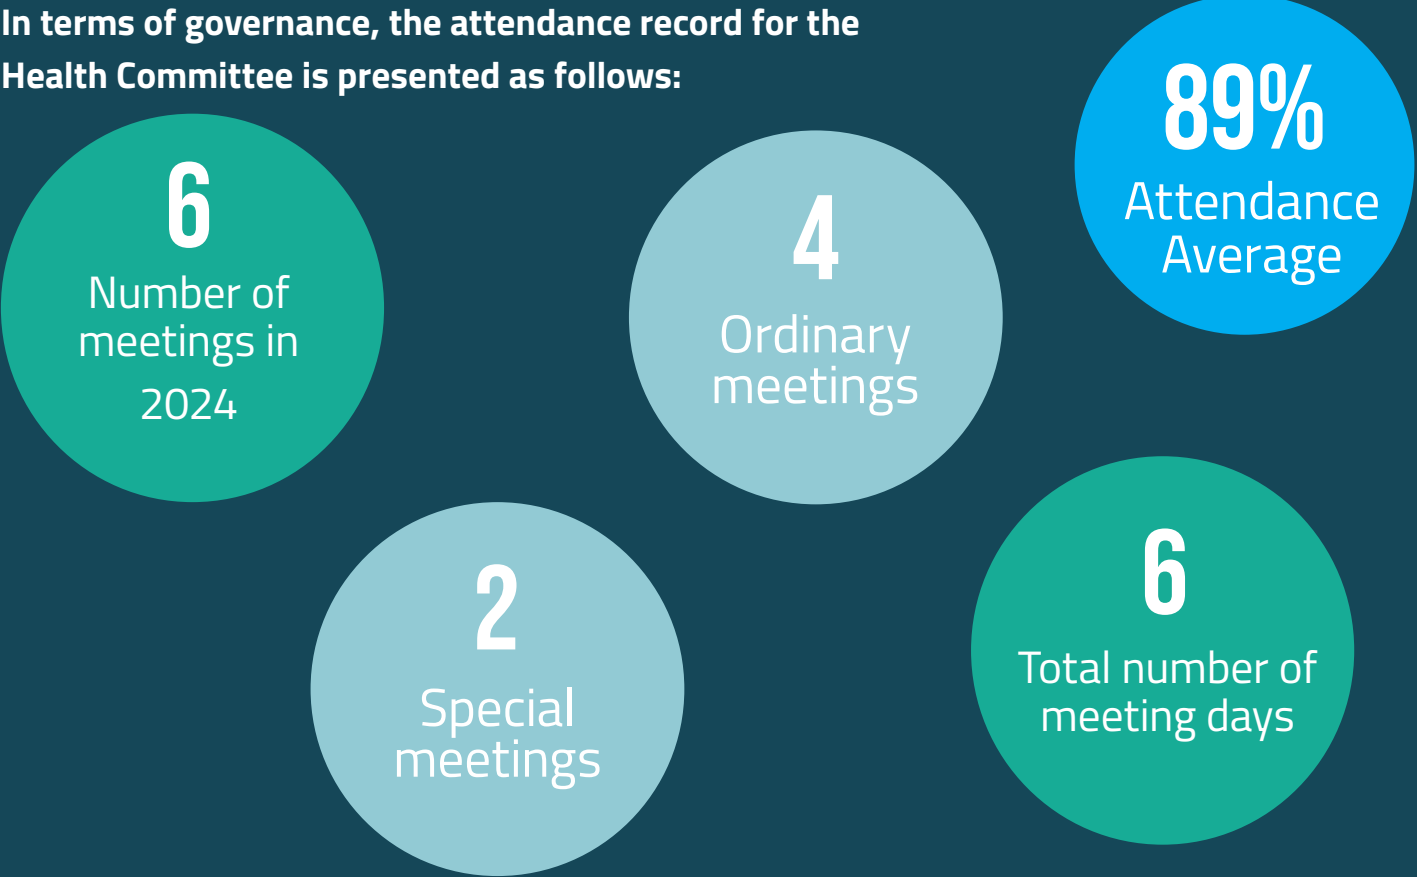 In terms of governance, the attendance record for the
Health Committee is presented as follows:
6
Number of
meetings in
2024
4
Ordinary
meetings
89%
Attendance
Average
2
Special
meetings
6
Total number of
meeting days